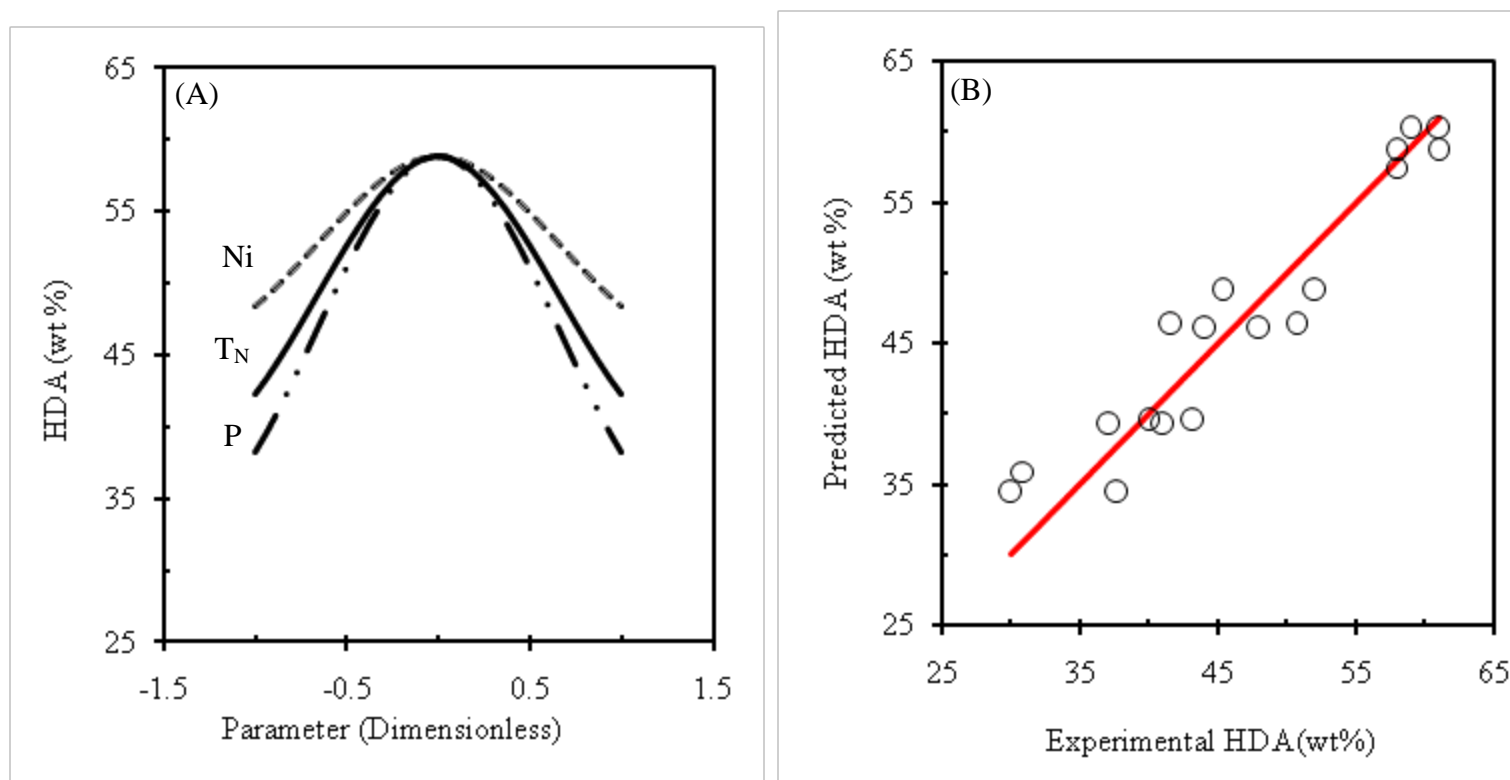 (A)
65
55
45
35
25
HDA (wt %)
Ni
TN
P
-1.5
-0.5
0.5
1.5
Parameter (Dimensionless)
(B)
65
55
45
35
25
Predicted HDA (wt %)
25
35
45
55
65
Experimental HDA(wt%)